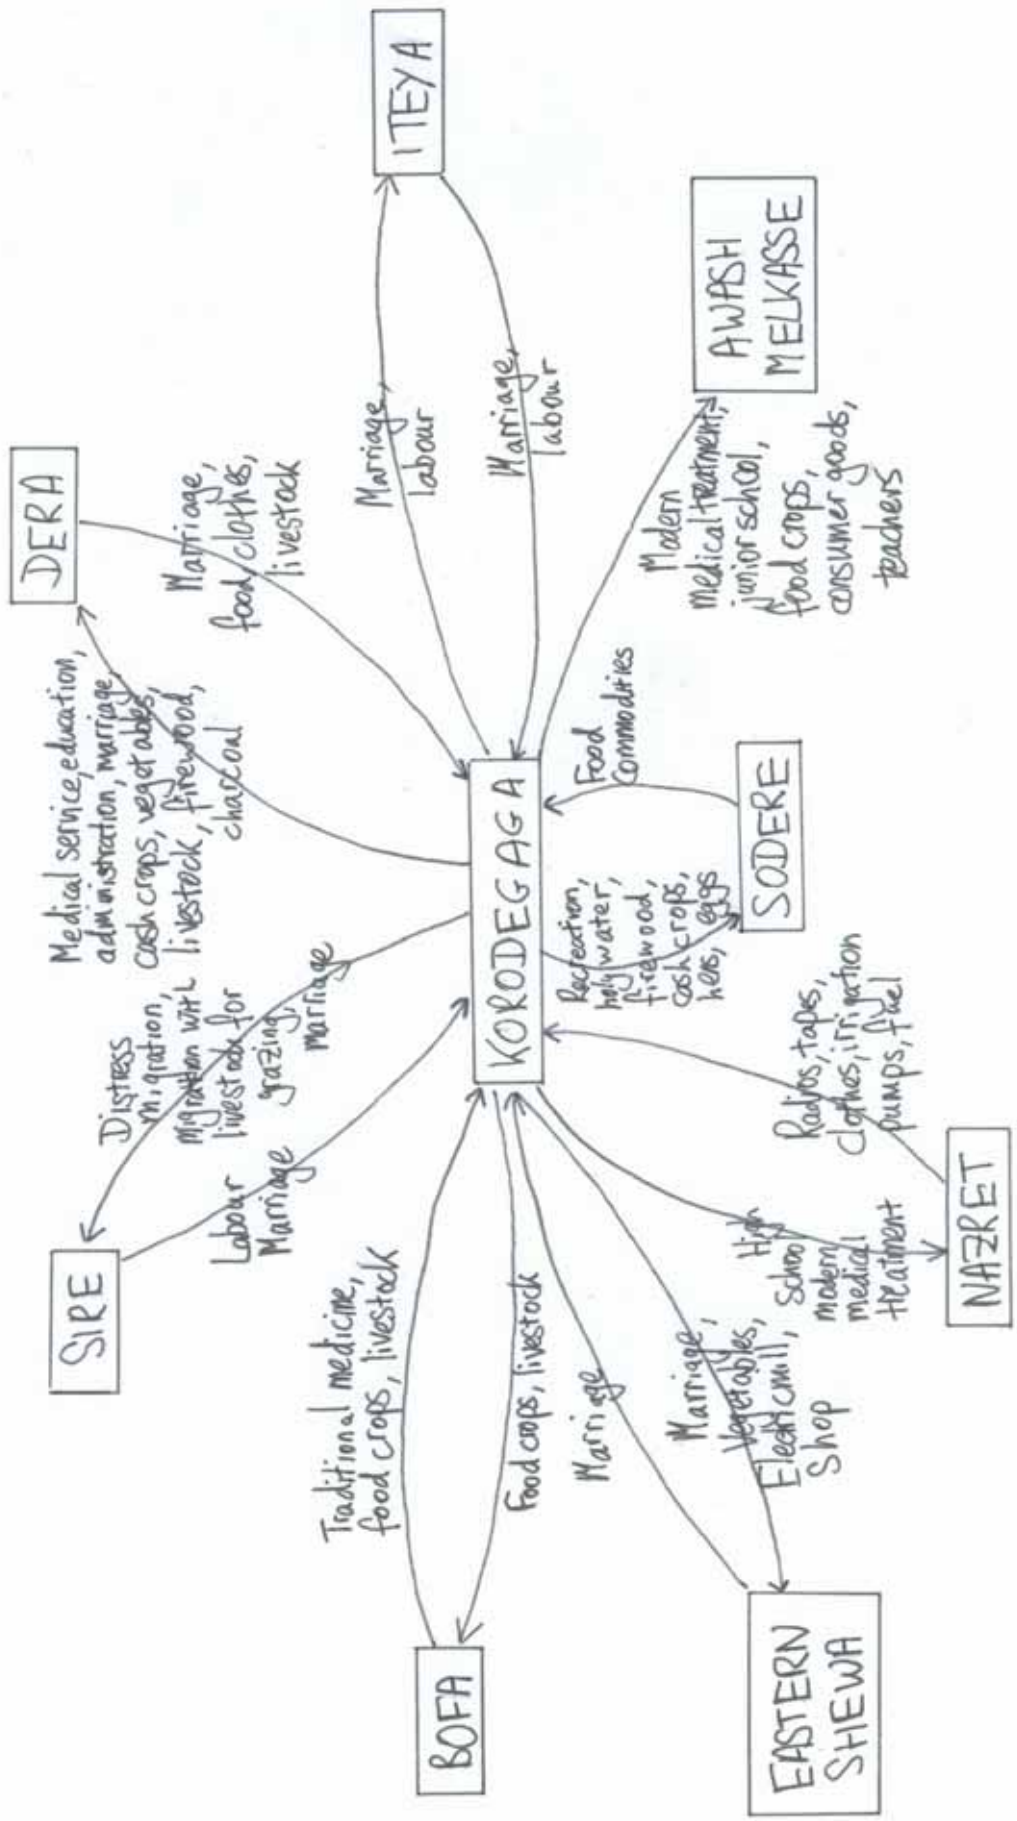 DERA
SIRE
Medical service, education,
administration, marriage,
cash crops, vegetables,
livestock, firewood,
charcoal
Distress
migration,
migration with
livestock for
grazing,
marriage
Marriage,
food, clothes,
livestock
Labour
Marriage
Traditional medicine,
food crops, livestock
Marriage,
labour
ITEYA
BOFA
KORODEGAGA
Food crops, livestock
Marriage,
labour
Marriage
Recreation,
holy water,
firewood,
cash crops,
hens, eggs
Food
Commodities
Modern
medical treatment,
junior school,
food crops,
consumer goods,
teachers
AWASH
MELKASSE
Marriage,
Vegetables,
Electric mill,
Shop
High
School
modern
medical
treatment
Radios, tapes,
clothes, irrigation
pumps, fuel
SODERE
EASTERN
SHEWA
NAZRET